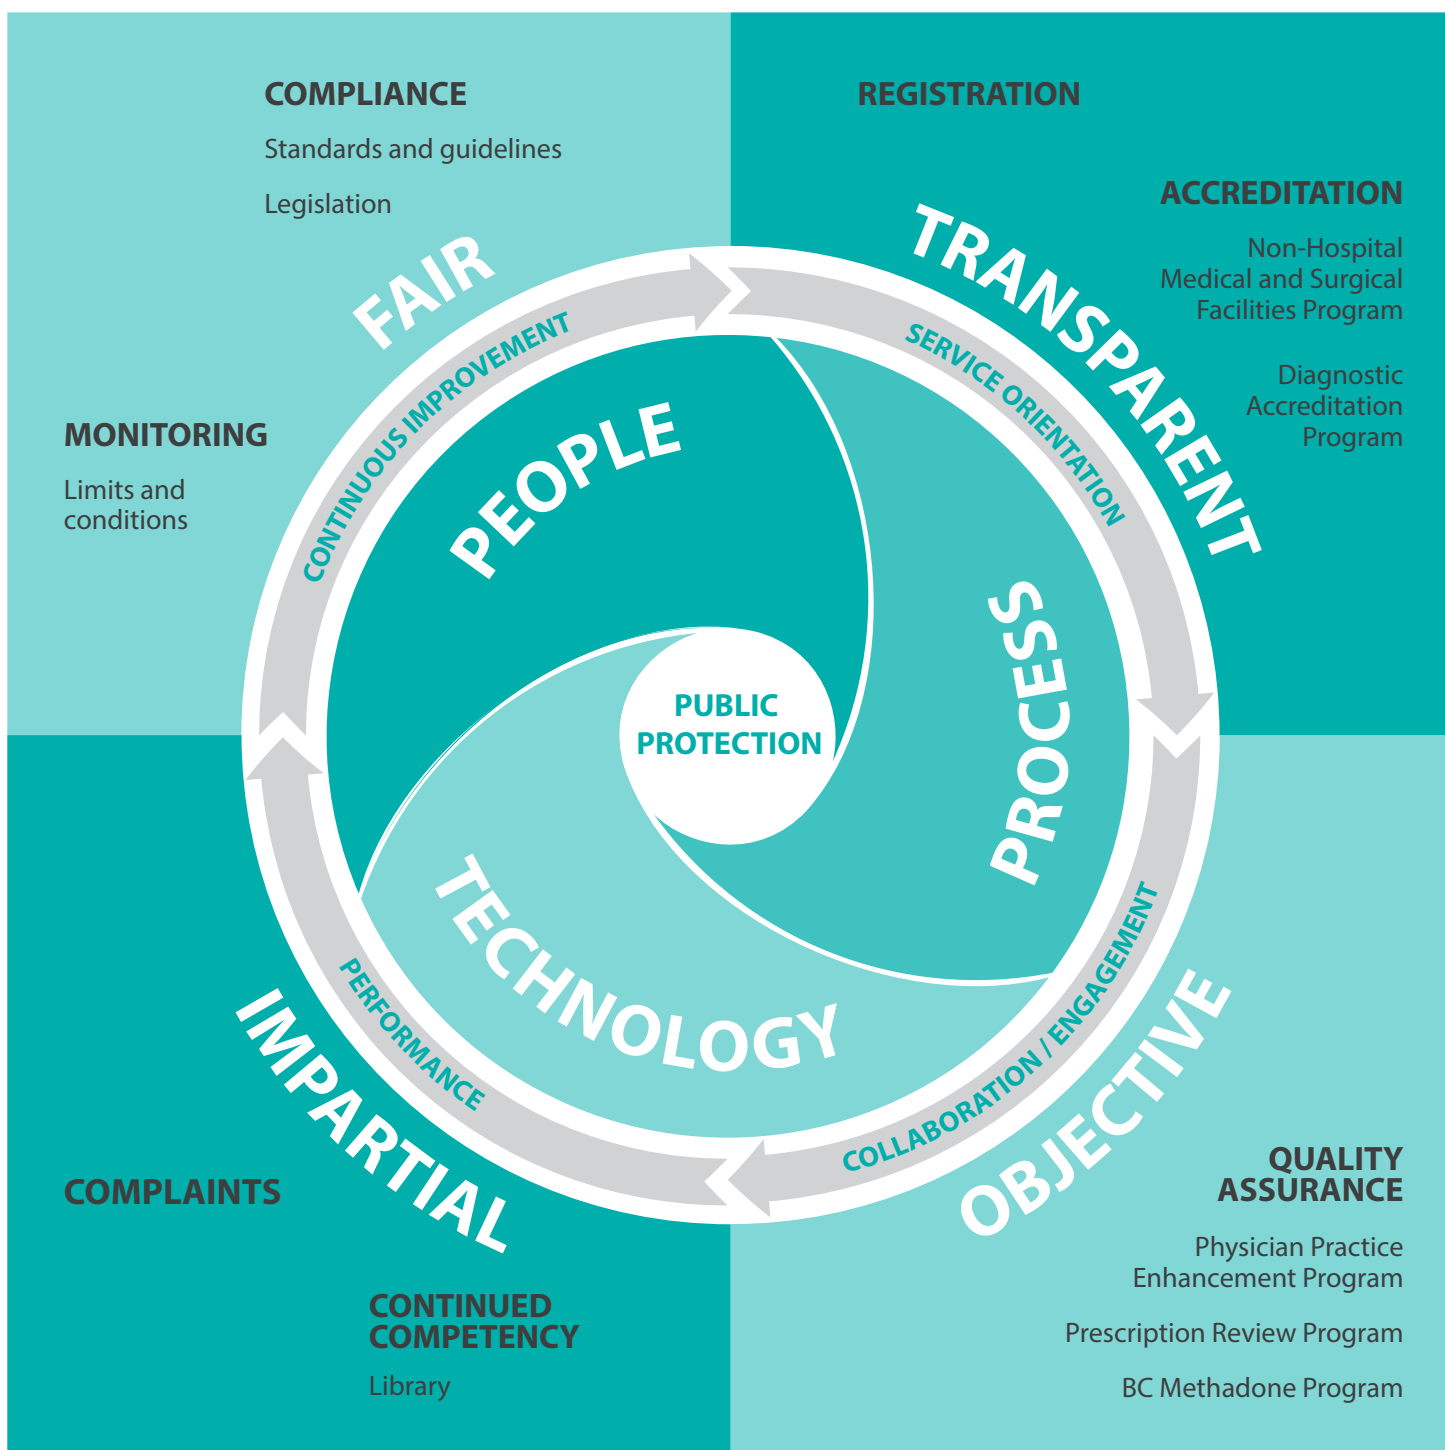 COMPLIANCE
Standards and guidelines
Legislation
MONITORING
Limits and
conditions
FAIR
REGISTRATION
ACCREDITATION
Non-Hospital
Medical and Surgical
Facilities Program
Diagnostic
Accreditation
Program
TRANSPARENT
CONTINUOUS IMPROVEMENT
SERVICE ORIENTATION
PEOPLE
PROCESS
PUBLIC
PROTECTION
TECHNOLOGY
PERFORMANCE
COLLABORATION / ENGAGEMENT
IMPARTIAL
COMPLAINTS
CONTINUED
COMPETENCY
Library
OBJECTIVE
QUALITY
ASSURANCE
Physician Practice
Enhancement Program
Prescription Review Program
BC Methadone Program